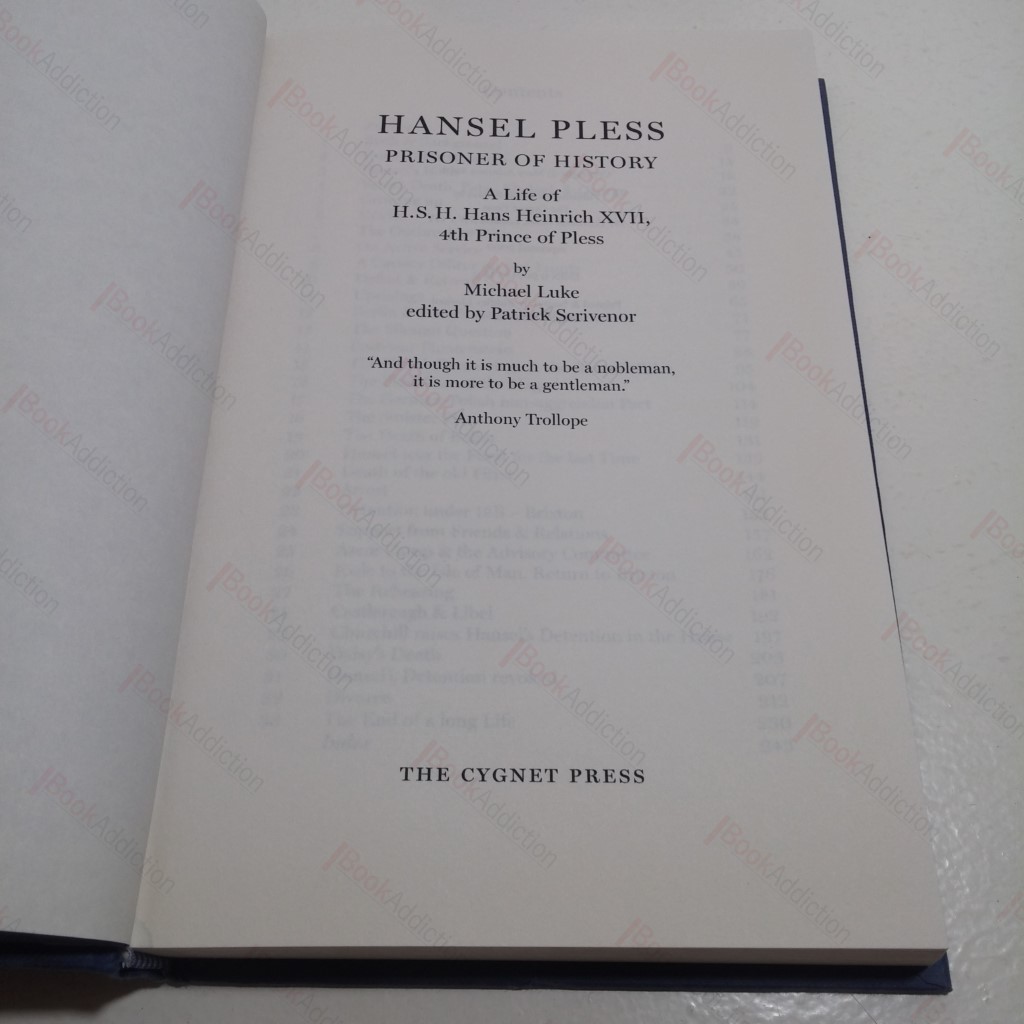 HANSEL PLESS
PRISONER OF HISTORY
A Life of
H.S.H. Hans Heinrich XVII,
4th Prince of Pless
by
Michael Luke
edited by Patrick Scrivenor
“And though it is much to be a nobleman,
it is more to be a gentleman.”
Anthony Trollope
THE CYGNET PRESS
BookAddiction